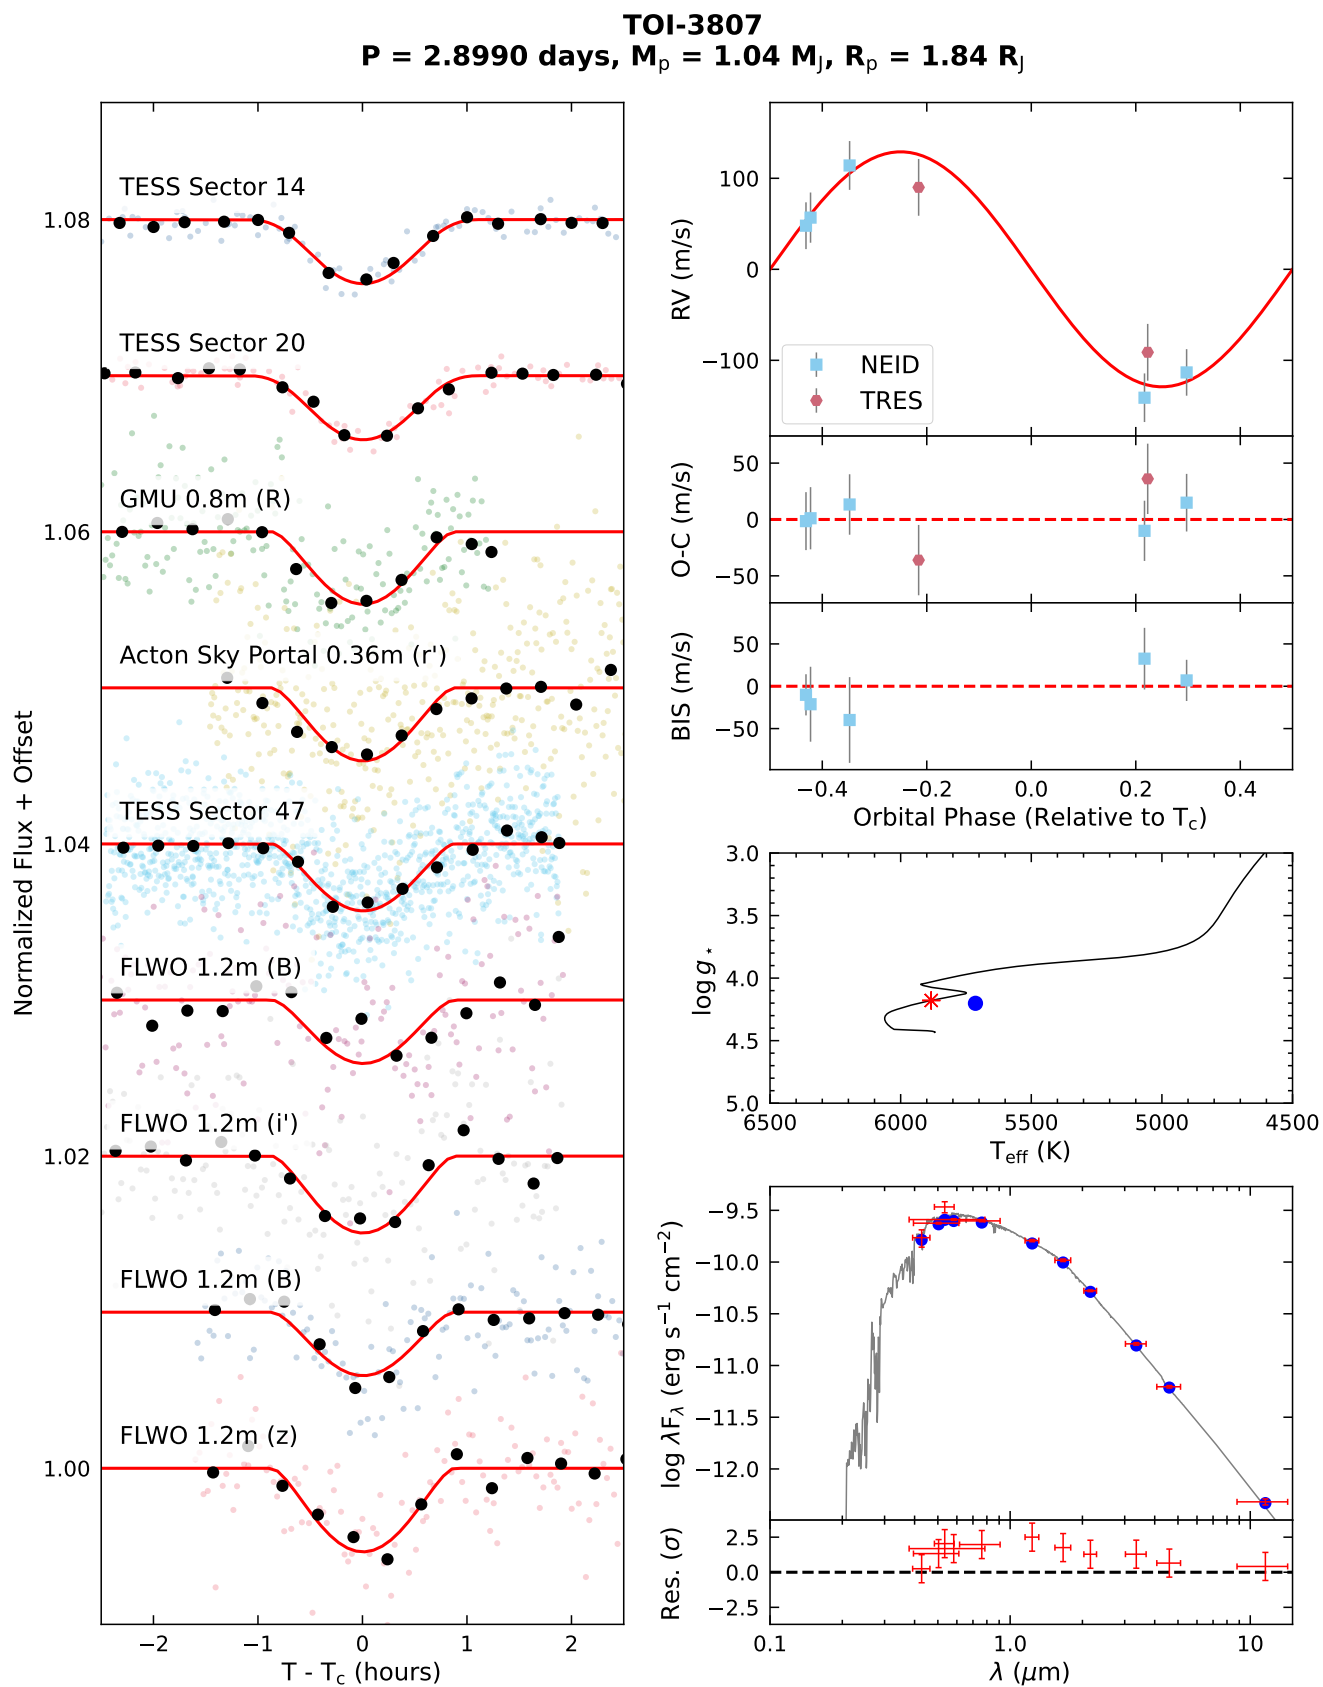 TOI-3807
P = 2.8990 days, Mp = 1.04 MJ, Rp = 1.84 RJ
Normalized Flux + Offset
1.08
1.06
1.04
1.02
1.00
TESS Sector 14
TESS Sector 20
GMU 0.8m (R)
Acton Sky Portal 0.36m (r')
TESS Sector 47
FLWO 1.2m (B)
FLWO 1.2m (i')
FLWO 1.2m (B)
FLWO 1.2m (z)
−2 −1 0 1 2
T - Tc (hours)
RV (m/s)
100
0
−100
NEID
TRES
O-C (m/s)
50
0
−50
BIS (m/s)
50
0
−50
−0.4 −0.2 0.0 0.2 0.4
Orbital Phase (Relative to Tc)
log g⋆
3.0
3.5
4.0
4.5
5.0
6500 6000 5500 5000 4500
Teff (K)
log λFλ (erg s⁻¹ cm⁻²)
−9.5
−10.0
−10.5
−11.0
−11.5
−12.0
Res. (σ)
2.5
0.0
−2.5
0.1 1.0 10
λ (μm)